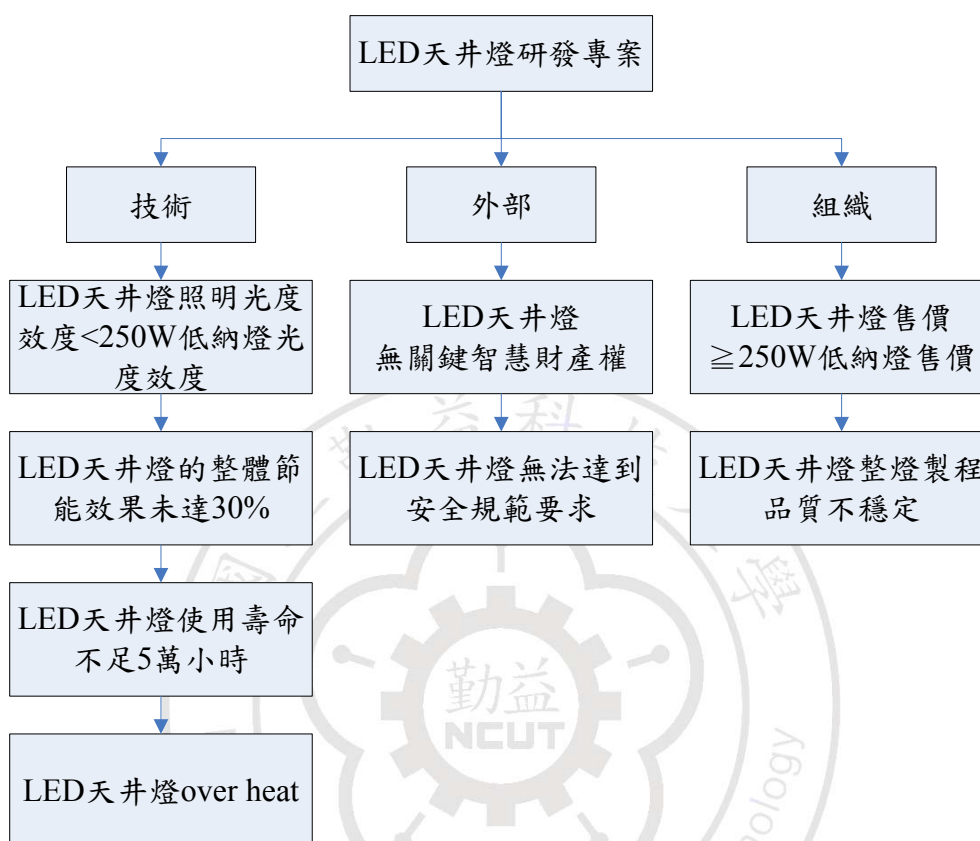 LED天井燈研發專案
技術
外部
組織
LED天井燈照明光度
效度<250W低納燈光
度效度
LED天井燈
無關鍵智慧財產權
LED天井燈售價
≧250W低納燈售價
LED天井燈的整體節
能效果未達30%
LED天井燈無法達到
安全規範要求
LED天井燈整燈製程
品質不穩定
LED天井燈使用壽命
不足5萬小時
LED天井燈over heat
勤益
NCUT